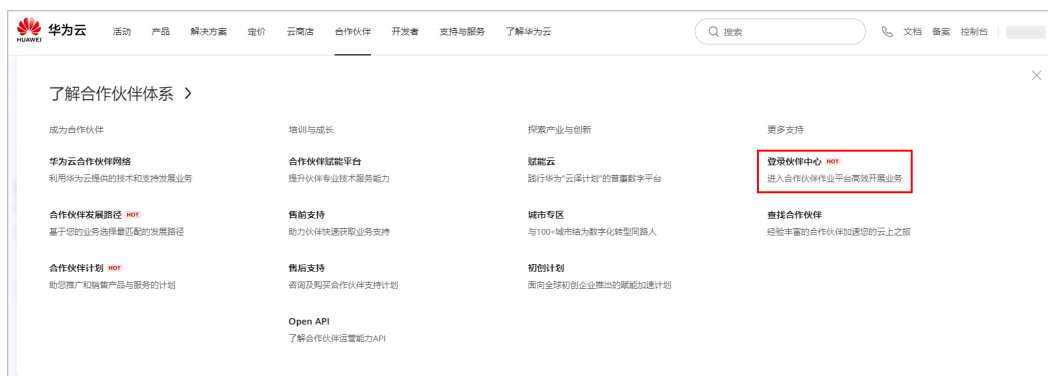 HUAWEI 华为云 活动 产品 解决方案 定价 云商店 合作伙伴 开发者 支持与服务 了解华为云 搜索 文档 备案 控制台
了解合作伙伴体系
成为合作伙伴 培训与成长 探索产业与创新 更多支持
华为云合作伙伴网络 合作伙伴赋能平台 赋能云 登录伙伴中心 HOT
利用华为云提供的技术和支持发展业务 提升伙伴专业技术服务能力 践行华为“云泽计划”的普惠数字平台 进入合作伙伴作业平台高效开展业务
合作伙伴发展路径 HOT 售前支持 城市专区 查找合作伙伴
基于您的业务选择最匹配的发展路径 助力伙伴快速获取业务支持 与100+城市结为数字化转型同路人 经验丰富的合作伙伴加速您的云上之旅
合作伙伴计划 HOT 售后支持 初创计划
助您推广和销售产品与服务的计划 咨询及购买合作伙伴支持计划 面向全球初创企业推出的赋能加速计划
Open API
了解合作伙伴运营能力API